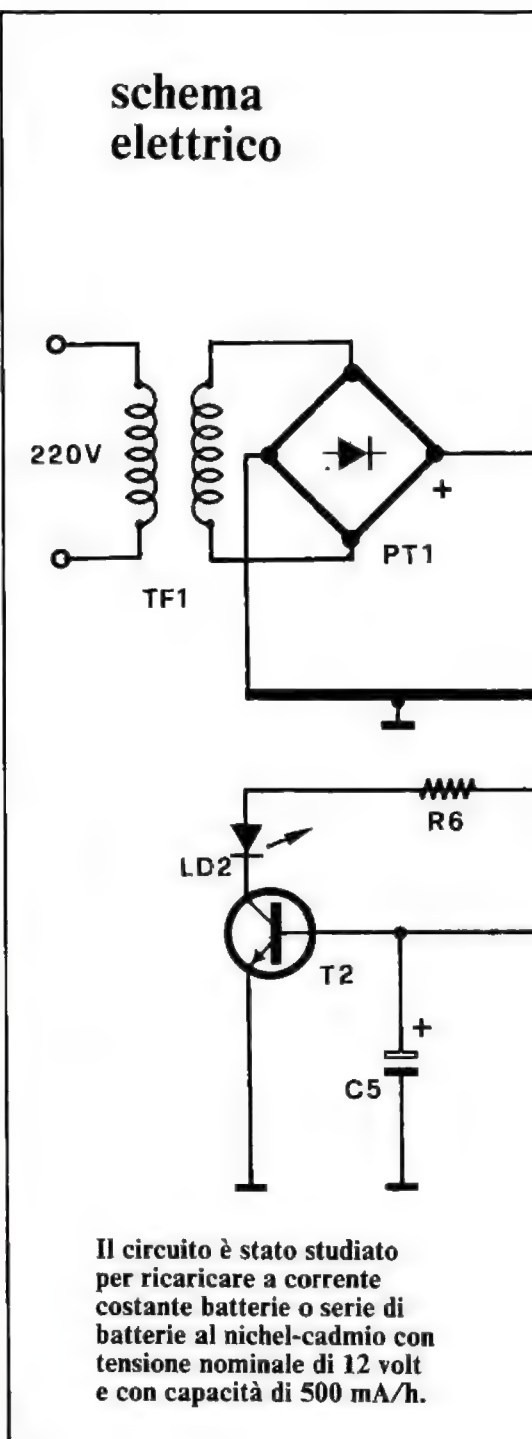 schema
elettrico
220V
+
PT1
TF1
R6
LD2
T2
+
C5
Il circuito è stato studiato
per ricaricare a corrente
costante batterie o serie di
batterie al nichel-cadmio con
tensione nominale di 12 volt
e con capacità di 500 mA/h.